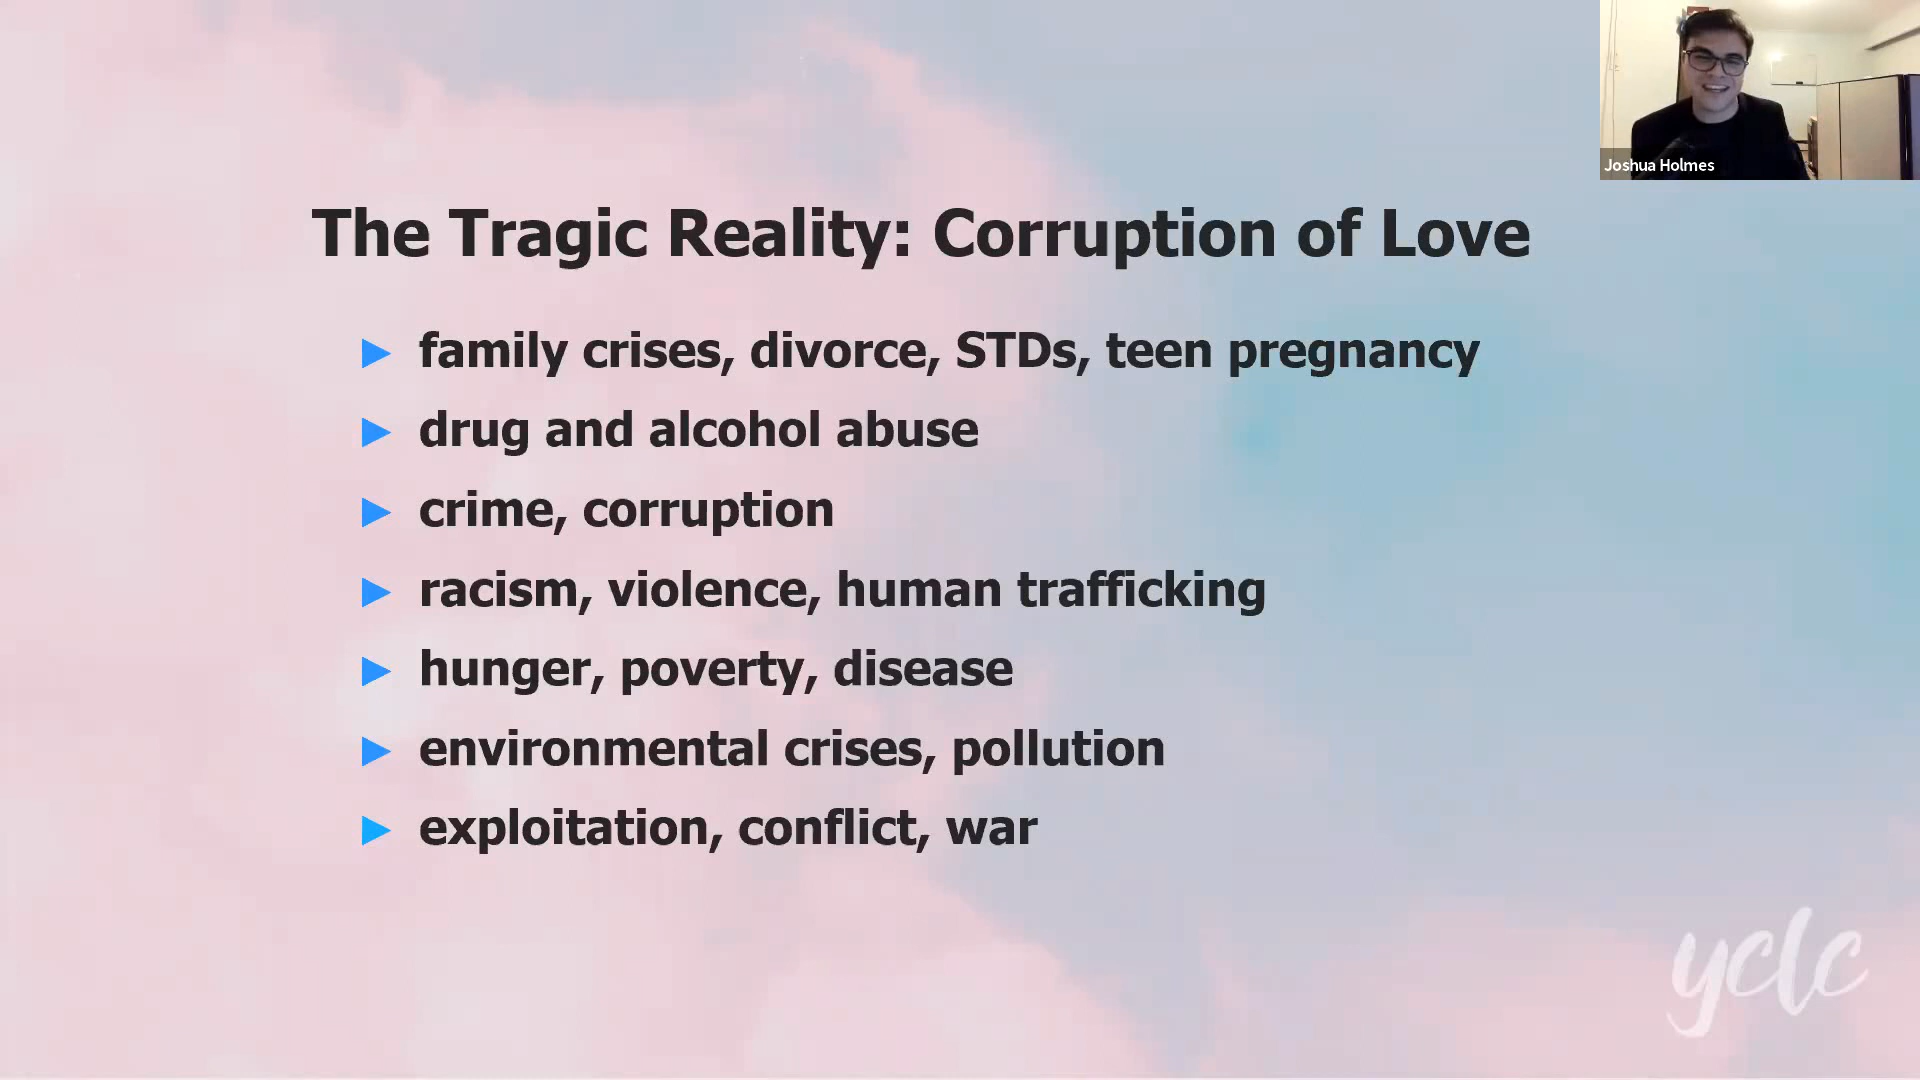 Joshua Holmes
The Tragic Reality: Corruption of Love
► family crises, divorce, STDs, teen pregnancy
► drug and alcohol abuse
► crime, corruption
► racism, violence, human trafficking
► hunger, poverty, disease
► environmental crises, pollution
► exploitation, conflict, war
yclc